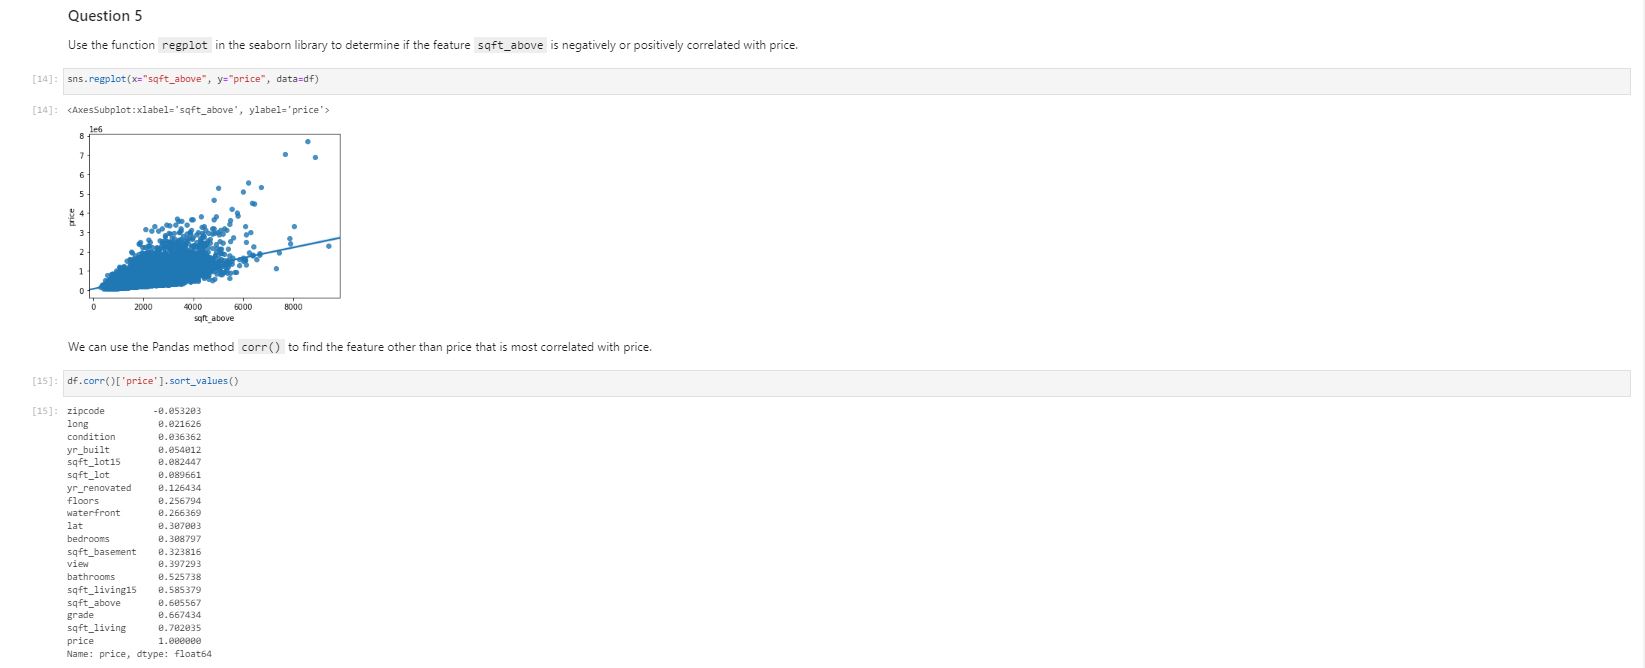 Question 5
Use the function regplot in the seaborn library to determine if the feature sqft_above is negatively or positively correlated with price.
[14]: sns.regplot(x="sqft_above", y="price", data=df)
[14]: <AxesSubplot:xlabel='sqft_above', ylabel='price'>
1e6
8
7
6
5
4
3
2
1
0
price
0 2000 4000 6000 8000
sqft_above
We can use the Pandas method corr() to find the feature other than price that is most correlated with price.
[15]: df.corr()['price'].sort_values()
[15]: zipcode -0.053203
long 0.021626
condition 0.036362
yr_built 0.054012
sqft_lot15 0.082447
sqft_lot 0.089661
yr_renovated 0.126434
floors 0.256794
waterfront 0.266369
lat 0.307003
bedrooms 0.308797
sqft_basement 0.323816
view 0.397293
bathrooms 0.525738
sqft_living15 0.585379
sqft_above 0.605567
grade 0.667434
sqft_living 0.702035
price 1.000000
Name: price, dtype: float64